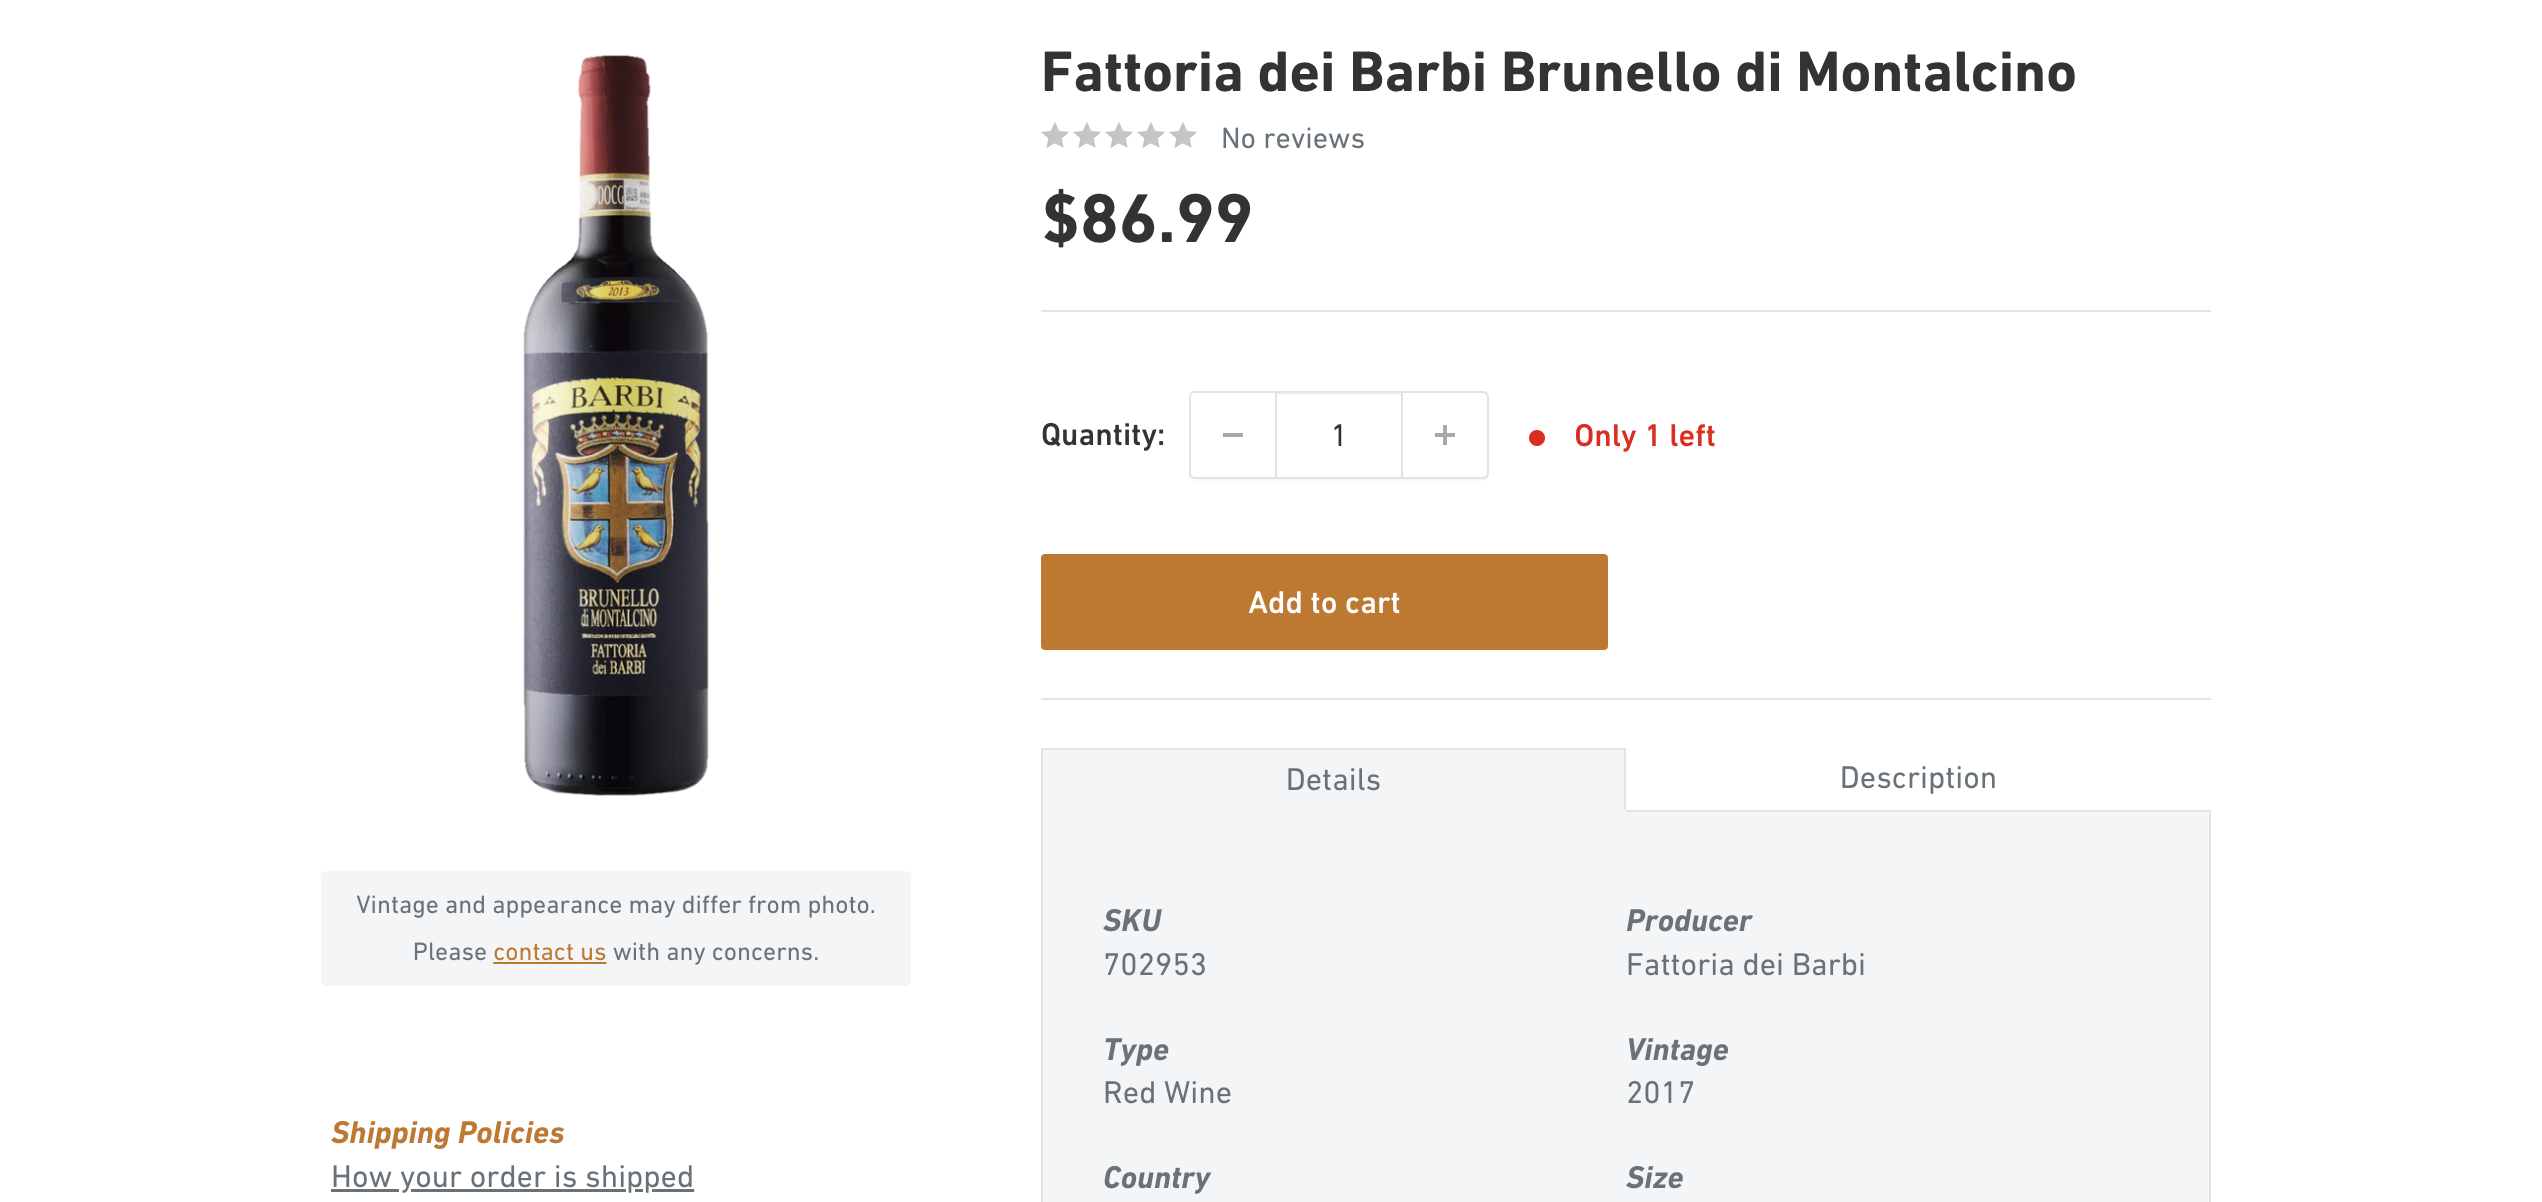 Fattoria dei Barbi Brunello di Montalcino
No reviews
$86.99
Quantity:
1
Only 1 left
Add to cart
Details
Description
SKU
702953
Producer
Fattoria dei Barbi
Type
Red Wine
Vintage
2017
Country
Size
DOCG
2013
BARBI
BRUNELLO
di MONTALCINO
FATTORIA
dei BARBI
Vintage and appearance may differ from photo.
Please contact us with any concerns.
Shipping Policies
How your order is shipped